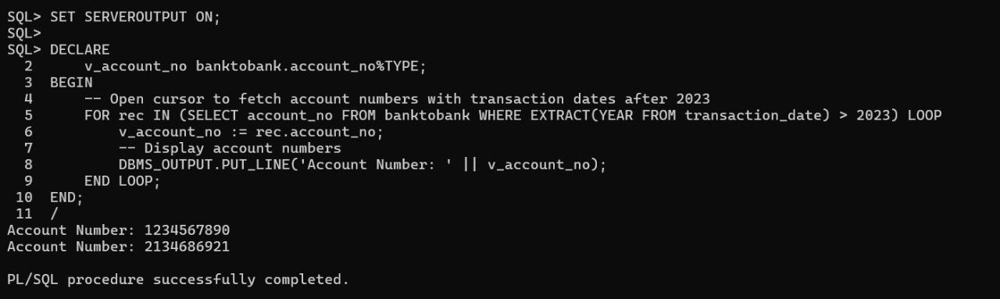 SQL> SET SERVEROUTPUT ON;
SQL>
SQL> DECLARE
  2      v_account_no banktobank.account_no%TYPE;
  3  BEGIN
  4      -- Open cursor to fetch account numbers with transaction dates after 2023
  5      FOR rec IN (SELECT account_no FROM banktobank WHERE EXTRACT(YEAR FROM transaction_date) > 2023) LOOP
  6          v_account_no := rec.account_no;
  7          -- Display account numbers
  8          DBMS_OUTPUT.PUT_LINE('Account Number: ' || v_account_no);
  9      END LOOP;
 10  END;
 11  /
Account Number: 1234567890
Account Number: 2134686921

PL/SQL procedure successfully completed.